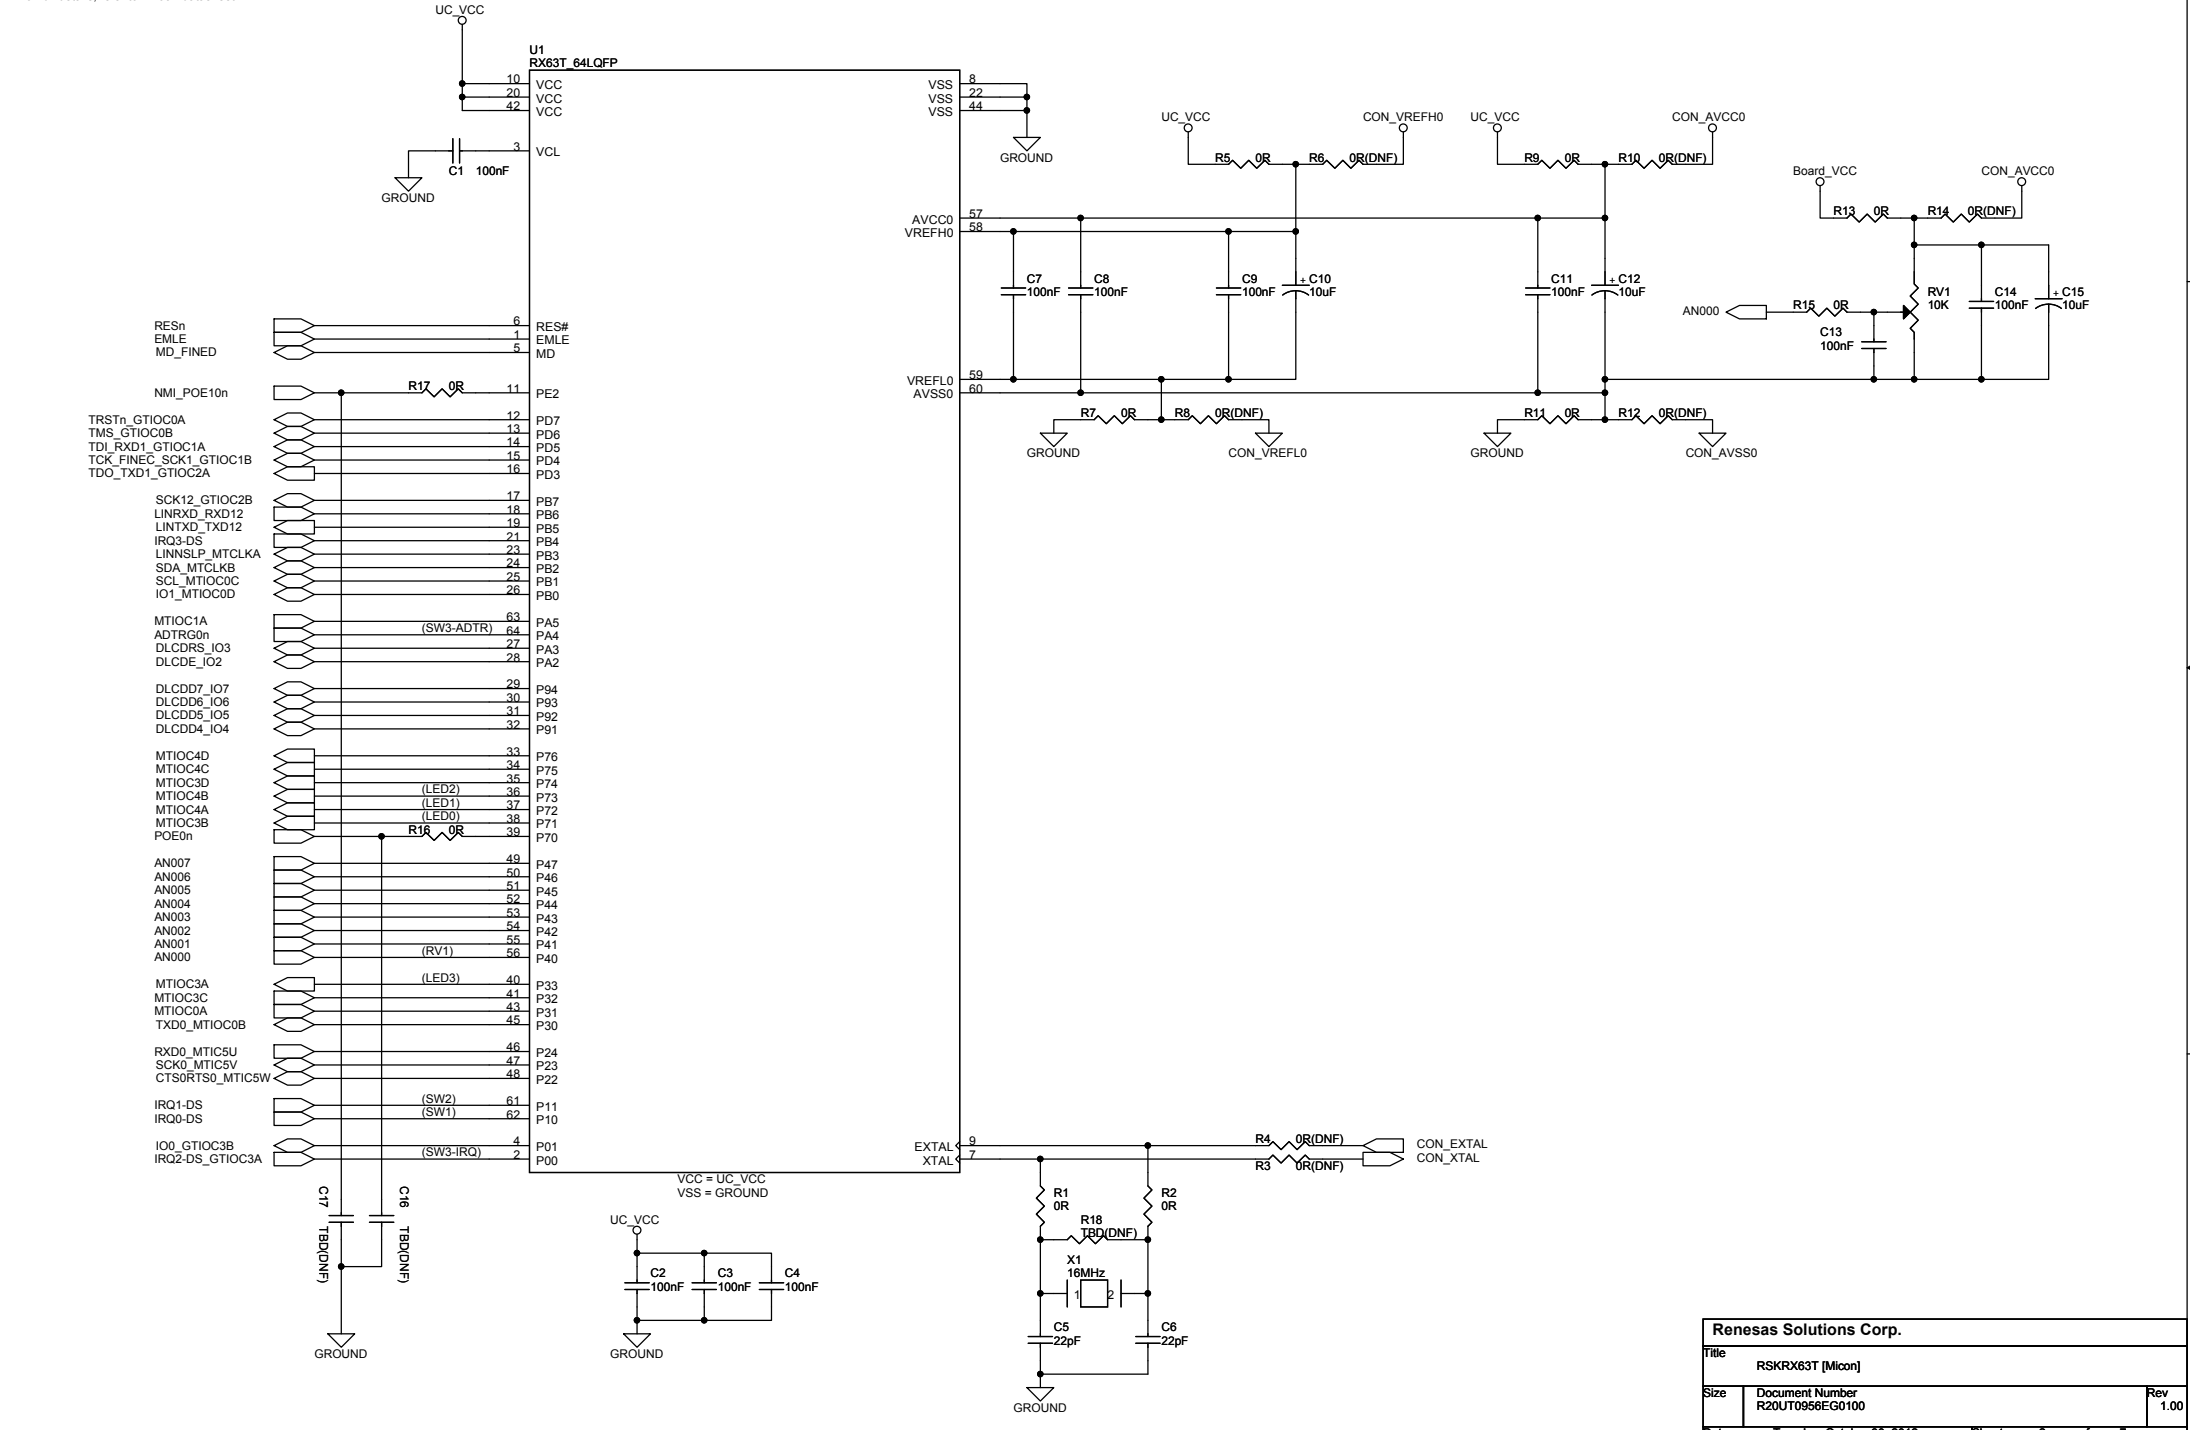 UC_VCC
U1
RX63T_64LQFP
10 VCC
20 VCC
42 VCC
3 VCL
C1 100nF
GROUND
8 VSS
22 VSS
44 VSS
GROUND
UC_VCC
CON_VREFH0
R5 0R
R6 0R(DNF)
UC_VCC
CON_AVCC0
R9 0R
R10 0R(DNF)
Board_VCC
CON_AVCC0
R13 0R
R14 0R(DNF)
AVCC0 57
VREFH0 58
C7
100nF
C8
100nF
C9
100nF
+ C10
10uF
C11
100nF
+ C12
10uF
AN000
R15 0R
C13
100nF
RV1
10K
C14
100nF
+ C15
10uF
VREFL0 59
AVSS0 60
R7 0R
R8 0R(DNF)
GROUND
CON_VREFL0
R11 0R
R12 0R(DNF)
GROUND
CON_AVSS0
RESn 6 RES#
EMLE 1 EMLE
MD_FINED 5 MD
NMI_POE10n R17 0R 11 PE2
TRSTn_GTIOC0A 12 PD7
TMS_GTIOC0B 13 PD6
TDI_RXD1_GTIOC1A 14 PD5
TCK_FINEC_SCK1_GTIOC1B 15 PD4
TDO_TXD1_GTIOC2A 16 PD3
SCK12_GTIOC2B 17 PB7
LINRXD_RXD12 18 PB6
LINTXD_TXD12 19 PB5
IRQ3-DS 21 PB4
LINNSLP_MTCLKA 23 PB3
SDA_MTCLKB 24 PB2
SCL_MTIOC0C 25 PB1
IO1_MTIOC0D 26 PB0
MTIOC1A 63 PA5
ADTRG0n (SW3-ADTR) 64 PA4
DLCDRS_IO3 27 PA3
DLCDE_IO2 28 PA2
DLCDD7_IO7 29 P94
DLCDD6_IO6 30 P93
DLCDD5_IO5 31 P92
DLCDD4_IO4 32 P91
MTIOC4D 33 P76
MTIOC4C 34 P75
MTIOC3D 35 P74
MTIOC4B (LED2) 36 P73
MTIOC4A (LED1) 37 P72
MTIOC3B (LED0) 38 P71
POE0n R16 0R 39 P70
AN007 49 P47
AN006 50 P46
AN005 51 P45
AN004 52 P44
AN003 53 P43
AN002 54 P42
AN001 55 P41
AN000 (RV1) 56 P40
MTIOC3A (LED3) 40 P33
MTIOC3C 41 P32
MTIOC0A 43 P31
TXD0_MTIOC0B 45 P30
RXD0_MTIC5U 46 P24
SCK0_MTIC5V 47 P23
CTS0RTS0_MTIC5W 48 P22
IRQ1-DS (SW2) 61 P11
IRQ0-DS (SW1) 62 P10
IO0_GTIOC3B 4 P01
IRQ2-DS_GTIOC3A (SW3-IRQ) 2 P00
EXTAL 9 R4 0R(DNF) CON_EXTAL
XTAL 7 R3 0R(DNF) CON_XTAL
VCC = UC_VCC
VSS = GROUND
C17 TBD(DNF)
C16 TBD(DNF)
GROUND
UC_VCC
C2
100nF
C3
100nF
C4
100nF
GROUND
R1
0R
R2
0R
R18
TBD(DNF)
X1
16MHz
1 2
C5
22pF
C6
22pF
GROUND
Renesas Solutions Corp.
Title
RSKRX63T [Micon]
Size
Document Number
R20UT0956EG0100
Rev
1.00